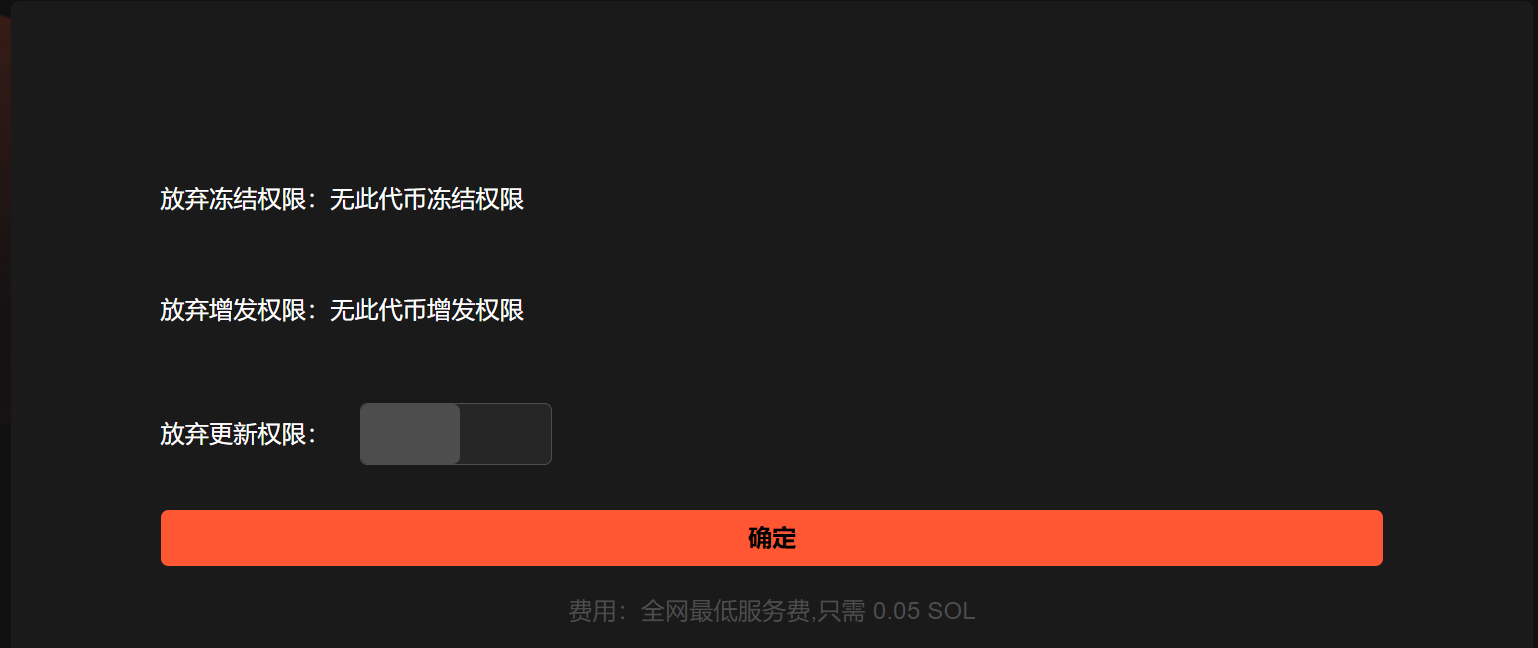 放弃冻结权限：无此代币冻结权限
放弃增发权限：无此代币增发权限
放弃更新权限：
确定
费用：全网最低服务费,只需 0.05 SOL